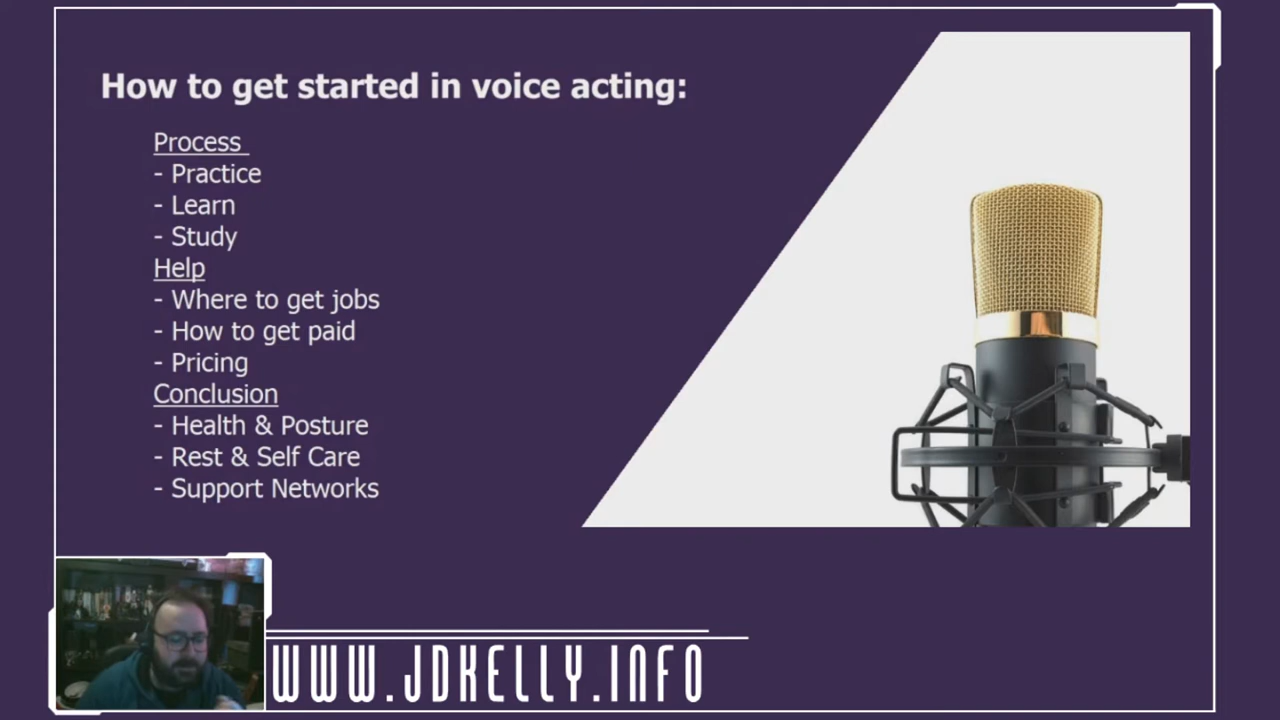 How to get started in voice acting:
Process
- Practice
- Learn
- Study
Help
- Where to get jobs
- How to get paid
- Pricing
Conclusion
- Health & Posture
- Rest & Self Care
- Support Networks
WWW.JDKELLY.INFO